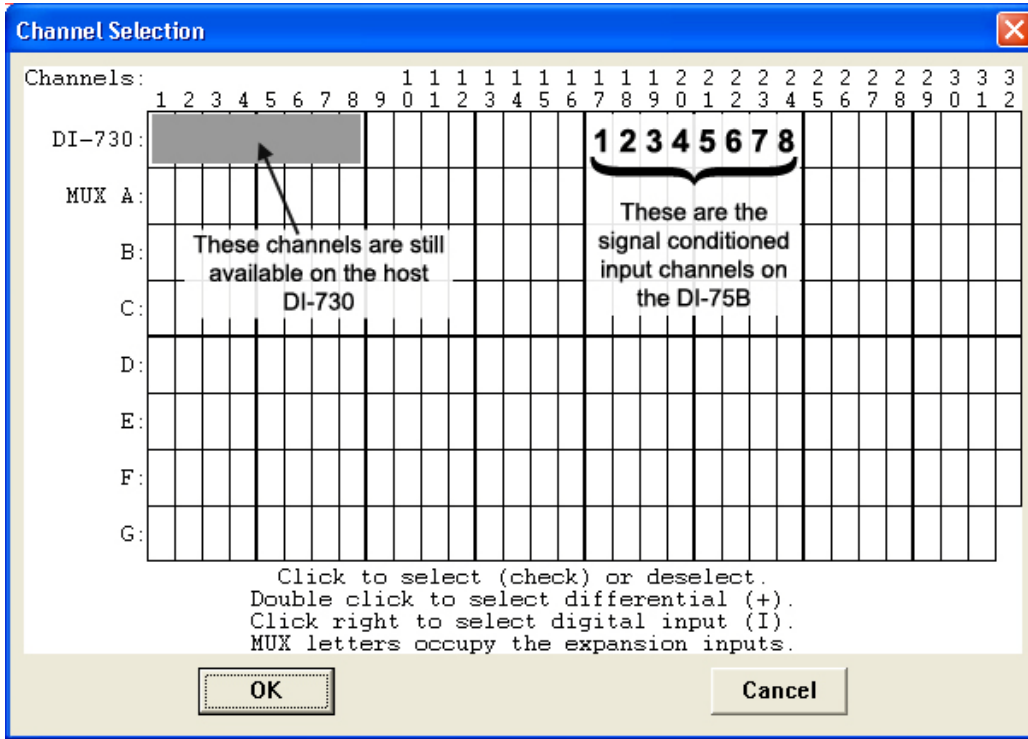 Channel Selection
Channels: 1 2 3 4 5 6 7 8 9 10 11 12 13 14 15 16 17 18 19 20 21 22 23 24 25 26 27 28 29 30 31 32
DI-730: 1 2 3 4 5 6 7 8
MUX A:
These are the
signal conditioned
input channels on
the DI-75B
B:
These channels are still
available on the host
DI-730
C:
D:
E:
F:
G:
Click to select (check) or deselect.
Double click to select differential (+).
Click right to select digital input (I).
MUX letters occupy the expansion inputs.
OK Cancel